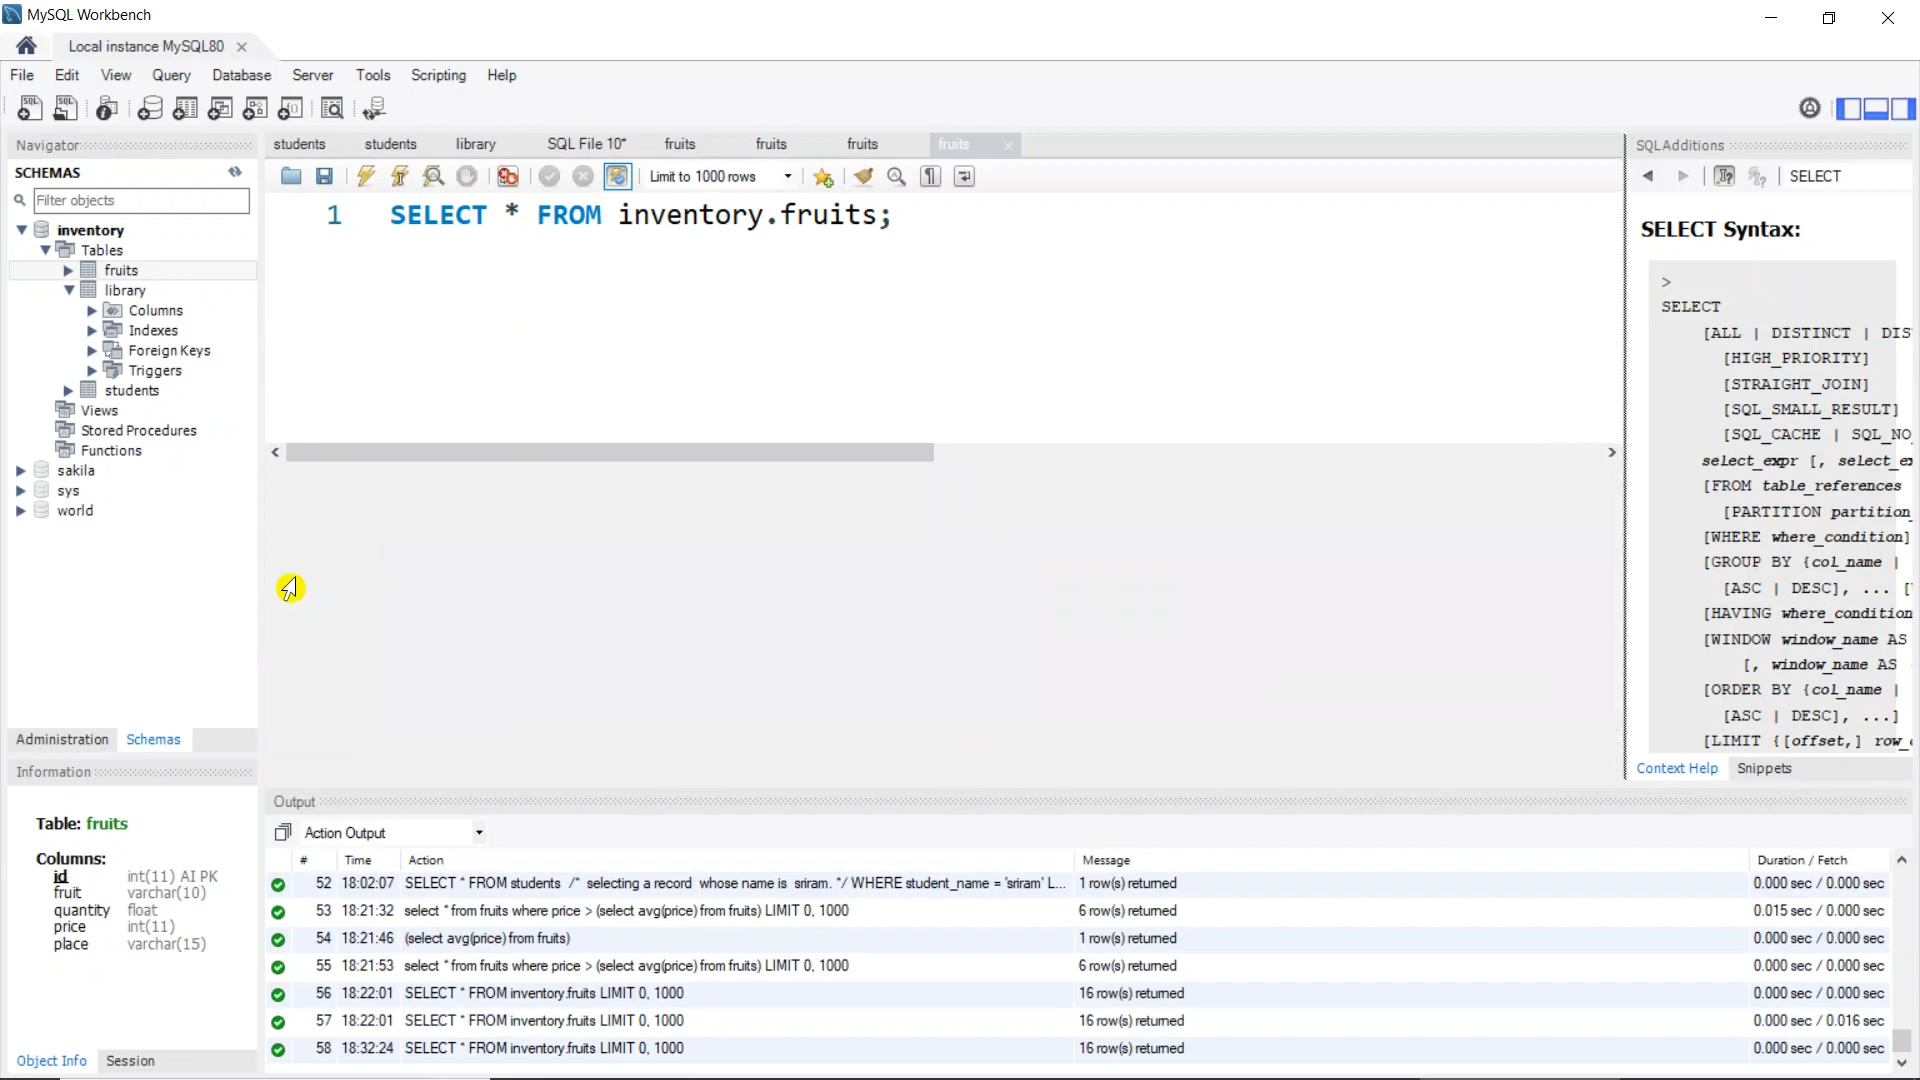 MySQL Workbench
Local instance MySQL80
File Edit View Query Database Server Tools Scripting Help
Navigator
SCHEMAS
Filter objects
inventory
Tables
fruits
library
Columns
Indexes
Foreign Keys
Triggers
students
Views
Stored Procedures
Functions
sakila
sys
world
Administration Schemas
Information
Table: fruits
Columns:
id int(11) AI PK
fruit varchar(10)
quantity float
price int(11)
place varchar(15)
Object Info Session
students students library SQL File 10* fruits fruits fruits fruits
Limit to 1000 rows
1 SELECT * FROM inventory.fruits;
SQLAdditions
SELECT
SELECT Syntax:
>
SELECT
[ALL | DISTINCT | DIS
[HIGH_PRIORITY]
[STRAIGHT_JOIN]
[SQL_SMALL_RESULT]
[SQL_CACHE | SQL_NO_
select_expr [, select_ex
[FROM table_references
[PARTITION partition_
[WHERE where_condition]
[GROUP BY {col_name |
[ASC | DESC], ... [
[HAVING where_condition
[WINDOW window_name AS
[, window_name AS
[ORDER BY {col_name |
[ASC | DESC], ...]
[LIMIT {[offset,] row_c
Context Help Snippets
Output
Action Output
# Time Action Message Duration / Fetch
52 18:02:07 SELECT * FROM students /* selecting a record whose name is sriram. */ WHERE student_name = 'sriram' L... 1 row(s) returned 0.000 sec / 0.000 sec
53 18:21:32 select * from fruits where price > (select avg(price) from fruits) LIMIT 0, 1000 6 row(s) returned 0.015 sec / 0.000 sec
54 18:21:46 (select avg(price) from fruits) 1 row(s) returned 0.000 sec / 0.000 sec
55 18:21:53 select * from fruits where price > (select avg(price) from fruits) LIMIT 0, 1000 6 row(s) returned 0.000 sec / 0.000 sec
56 18:22:01 SELECT * FROM inventory.fruits LIMIT 0, 1000 16 row(s) returned 0.000 sec / 0.000 sec
57 18:22:01 SELECT * FROM inventory.fruits LIMIT 0, 1000 16 row(s) returned 0.000 sec / 0.016 sec
58 18:32:24 SELECT * FROM inventory.fruits LIMIT 0, 1000 16 row(s) returned 0.000 sec / 0.000 sec